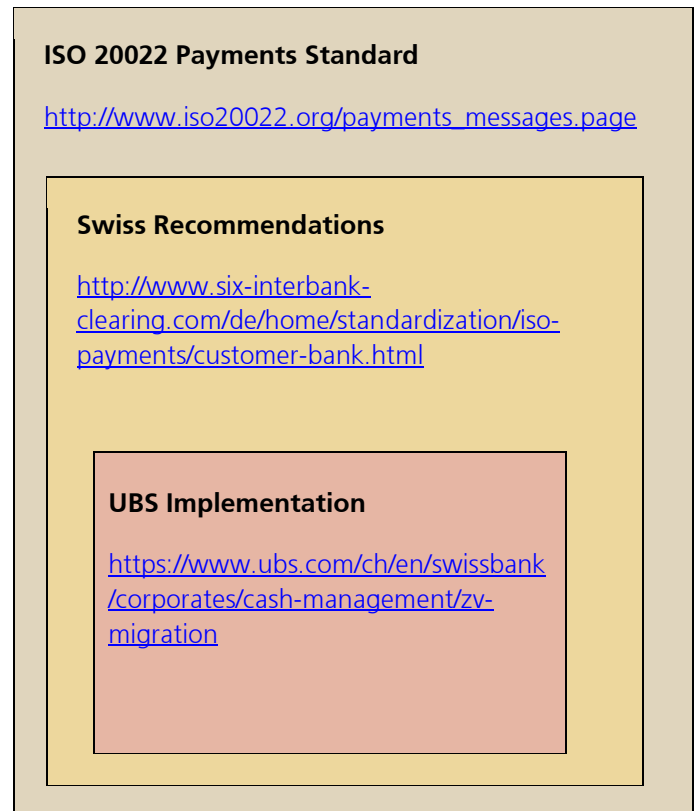 ISO 20022 Payments Standard
http://www.iso20022.org/payments_messages.page
Swiss Recommendations
http://www.six-interbank-
clearing.com/de/home/standardization/iso-
payments/customer-bank.html
UBS Implementation
https://www.ubs.com/ch/en/swissbank
/corporates/cash-management/zv-
migration